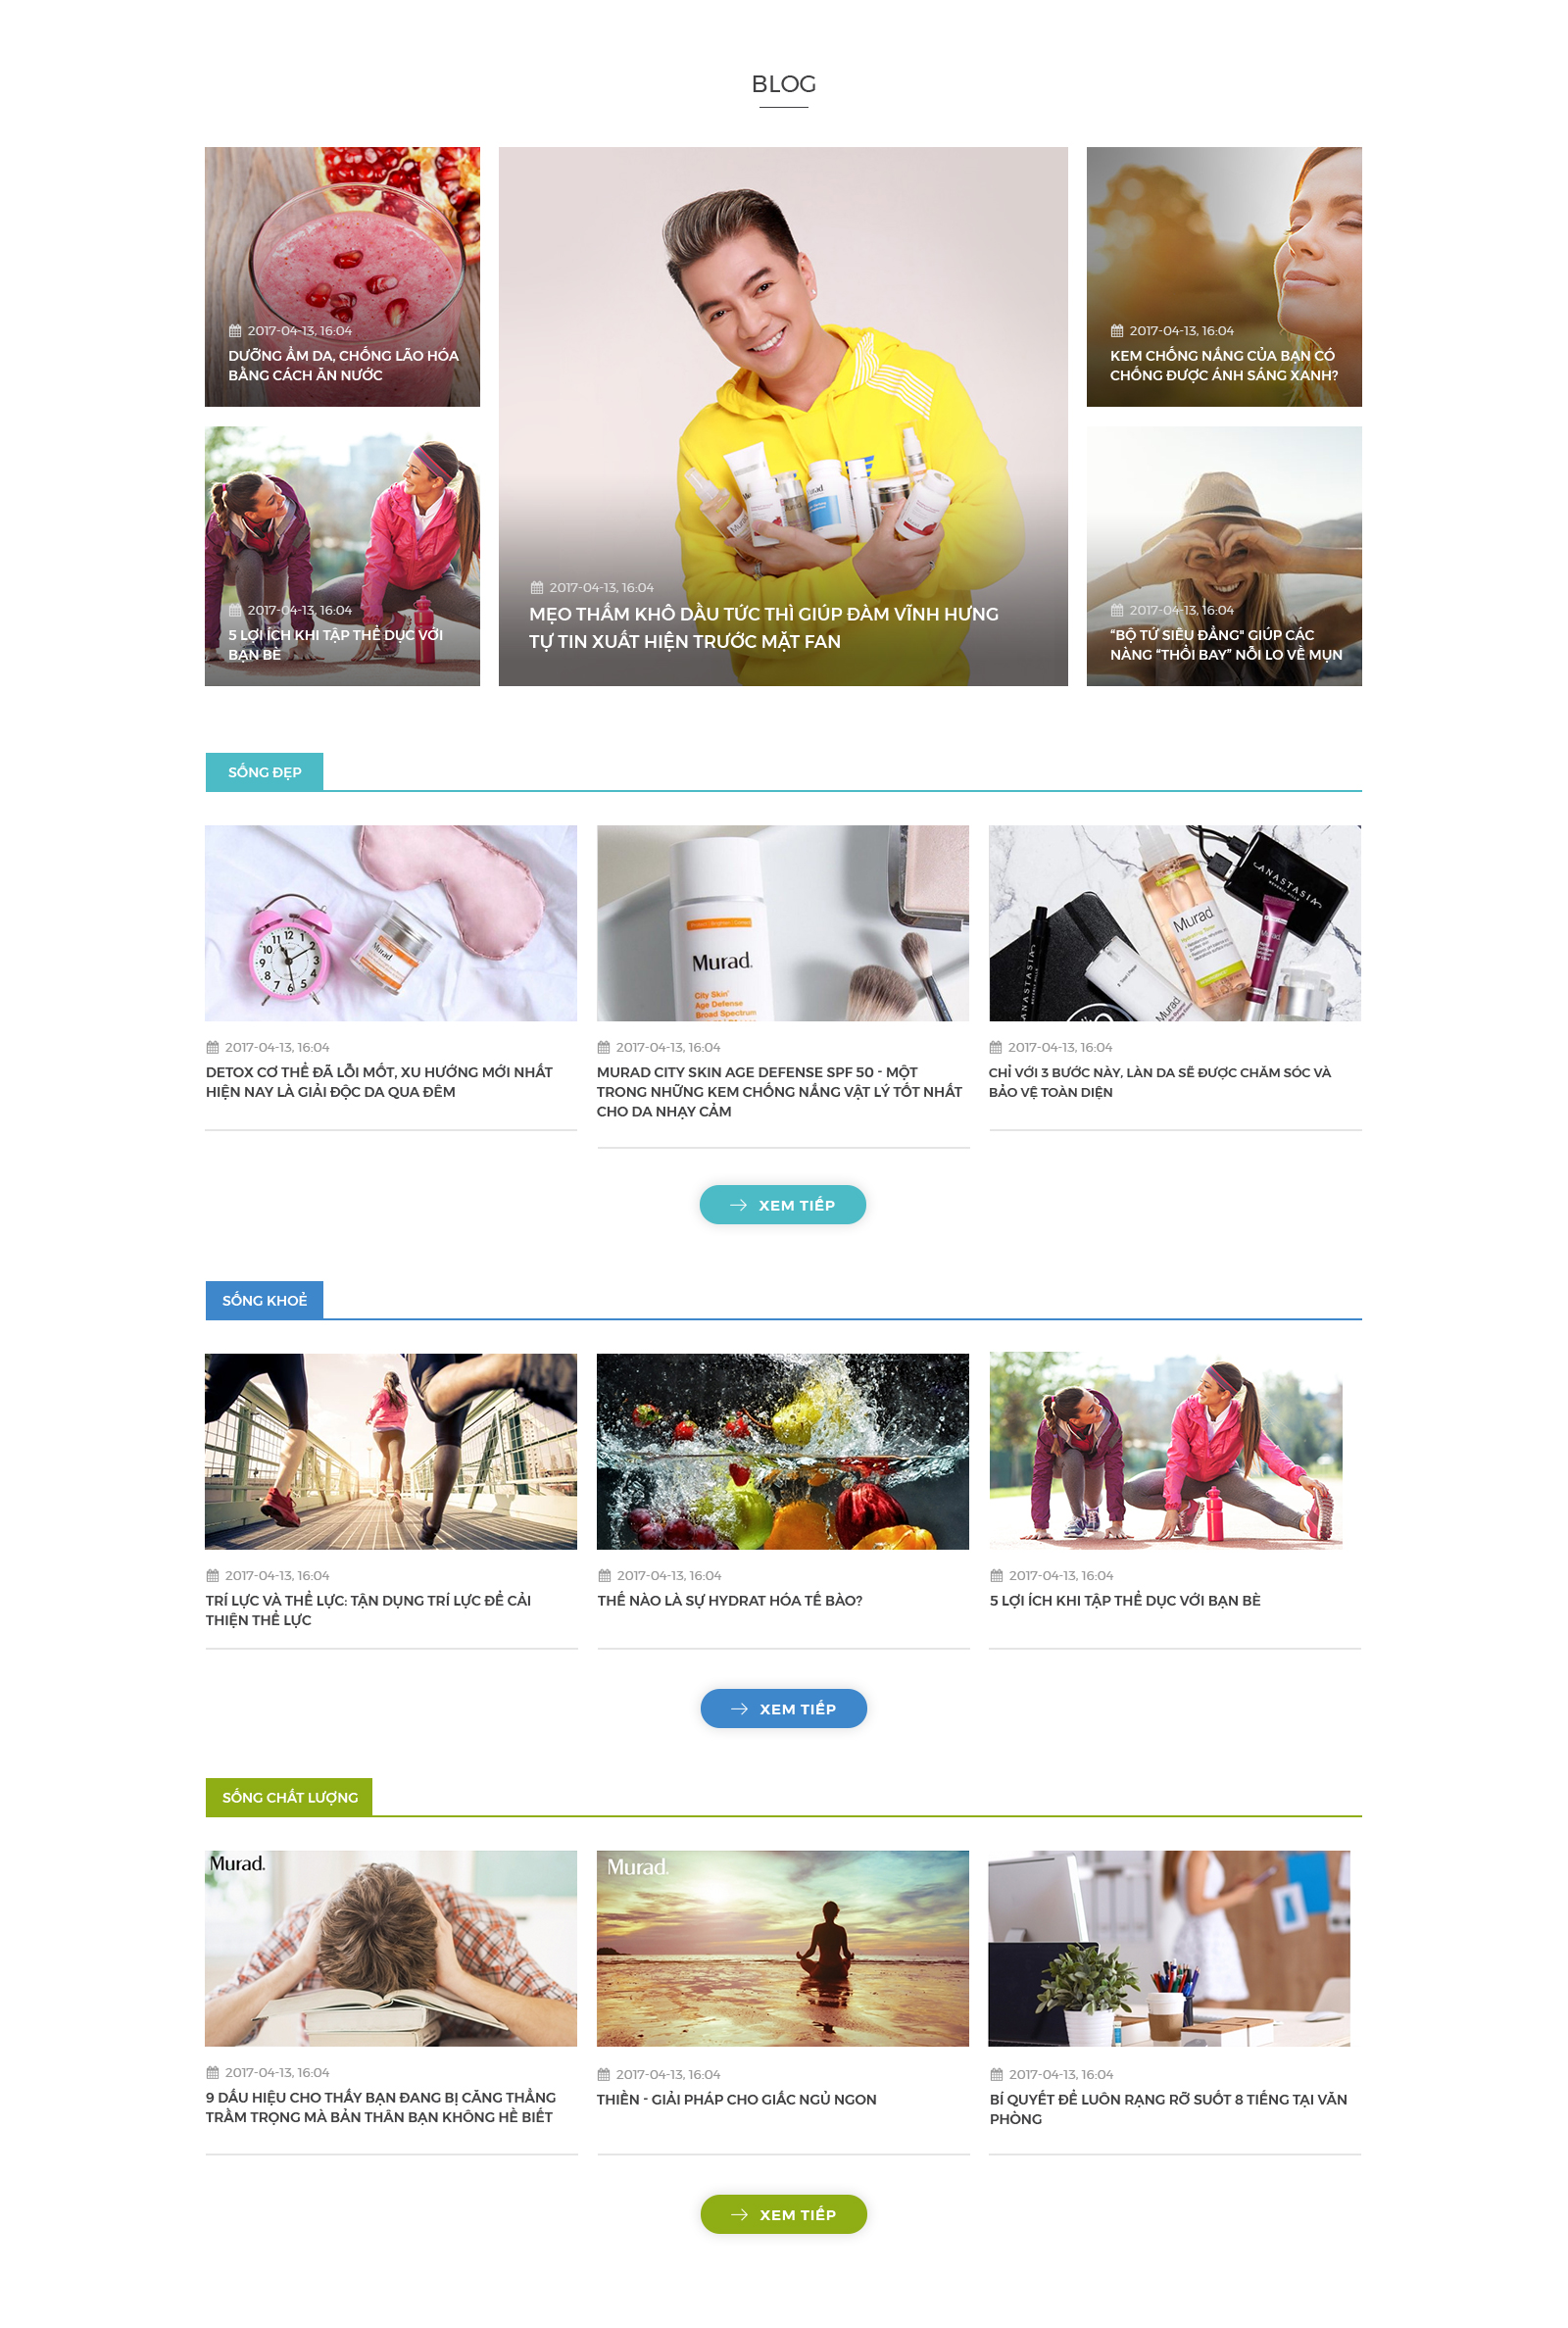 BLOG
2017-04-13, 16:04
DƯỠNG ẨM DA, CHỐNG LÃO HÓA
BẰNG CÁCH ĂN NƯỚC
2017-04-13, 16:04
5 LỢI ÍCH KHI TẬP THỂ DỤC VỚI
BẠN BÈ
Murad
2017-04-13, 16:04
MẸO THẤM KHÔ DẦU TỨC THÌ GIÚP ĐÀM VĨNH HƯNG
TỰ TIN XUẤT HIỆN TRƯỚC MẶT FAN
2017-04-13, 16:04
KEM CHỐNG NẮNG CỦA BẠN CÓ
CHỐNG ĐƯỢC ÁNH SÁNG XANH?
2017-04-13, 16:04
“BỘ TỨ SIÊU ĐẲNG" GIÚP CÁC
NÀNG “THỔI BAY” NỖI LO VỀ MỤN
SỐNG ĐẸP
Murad
2017-04-13, 16:04
DETOX CƠ THỂ ĐÃ LỖI MỐT, XU HƯỚNG MỚI NHẤT
HIỆN NAY LÀ GIẢI ĐỘC DA QUA ĐÊM
Murad.
City Skin
Age Defense
Broad Spectrum
2017-04-13, 16:04
MURAD CITY SKIN AGE DEFENSE SPF 50 - MỘT
TRONG NHỮNG KEM CHỐNG NẮNG VẬT LÝ TỐT NHẤT
CHO DA NHẠY CẢM
ANASTASIA
BEVERLY HILLS
Murad.
Murad.
Murad
ANASTASIA
2017-04-13, 16:04
CHỈ VỚI 3 BƯỚC NÀY, LÀN DA SẼ ĐƯỢC CHĂM SÓC VÀ
BẢO VỆ TOÀN DIỆN
XEM TIẾP
SỐNG KHOẺ
2017-04-13, 16:04
TRÍ LỰC VÀ THỂ LỰC: TẬN DỤNG TRÍ LỰC ĐỂ CẢI
THIỆN THỂ LỰC
2017-04-13, 16:04
THẾ NÀO LÀ SỰ HYDRAT HÓA TẾ BÀO?
2017-04-13, 16:04
5 LỢI ÍCH KHI TẬP THỂ DỤC VỚI BẠN BÈ
XEM TIẾP
SỐNG CHẤT LƯỢNG
Murad.
2017-04-13, 16:04
9 DẤU HIỆU CHO THẤY BẠN ĐANG BỊ CĂNG THẲNG
TRẦM TRỌNG MÀ BẢN THÂN BẠN KHÔNG HỀ BIẾT
Murad.
2017-04-13, 16:04
THIỀN - GIẢI PHÁP CHO GIẤC NGỦ NGON
2017-04-13, 16:04
BÍ QUYẾT ĐỂ LUÔN RẠNG RỠ SUỐT 8 TIẾNG TẠI VĂN
PHÒNG
XEM TIẾP